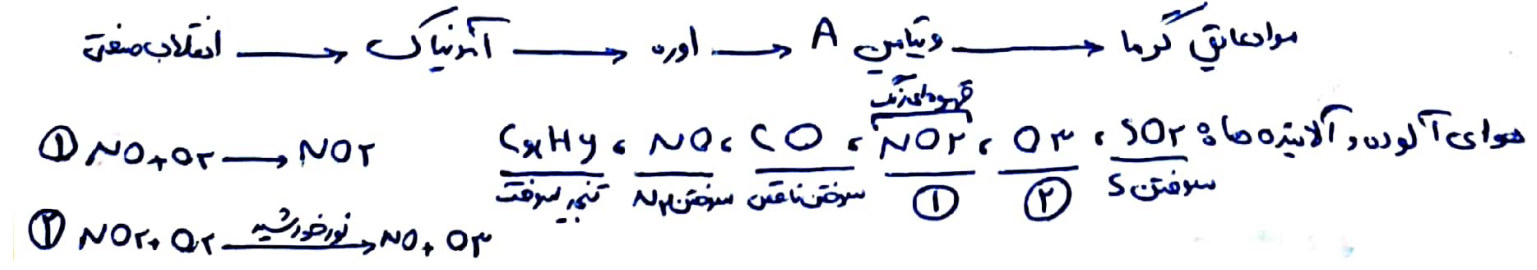 انقلاب صنعتی → آمونیاک → اوره → ویتامین A → مواد عایق گرما
هوای آلوده و آلاینده ها: SO۲ ، O۳ ، NO۲ ، CO ، NO ، CxHy
قهوه‌ای رنگ
سوختن S ② ① سوختن ناقص سوختن N۲ تبخیر سوخت
① NO + O۲ → NO۲
② NO۲ + O۲ نور خورشید → NO + O۳